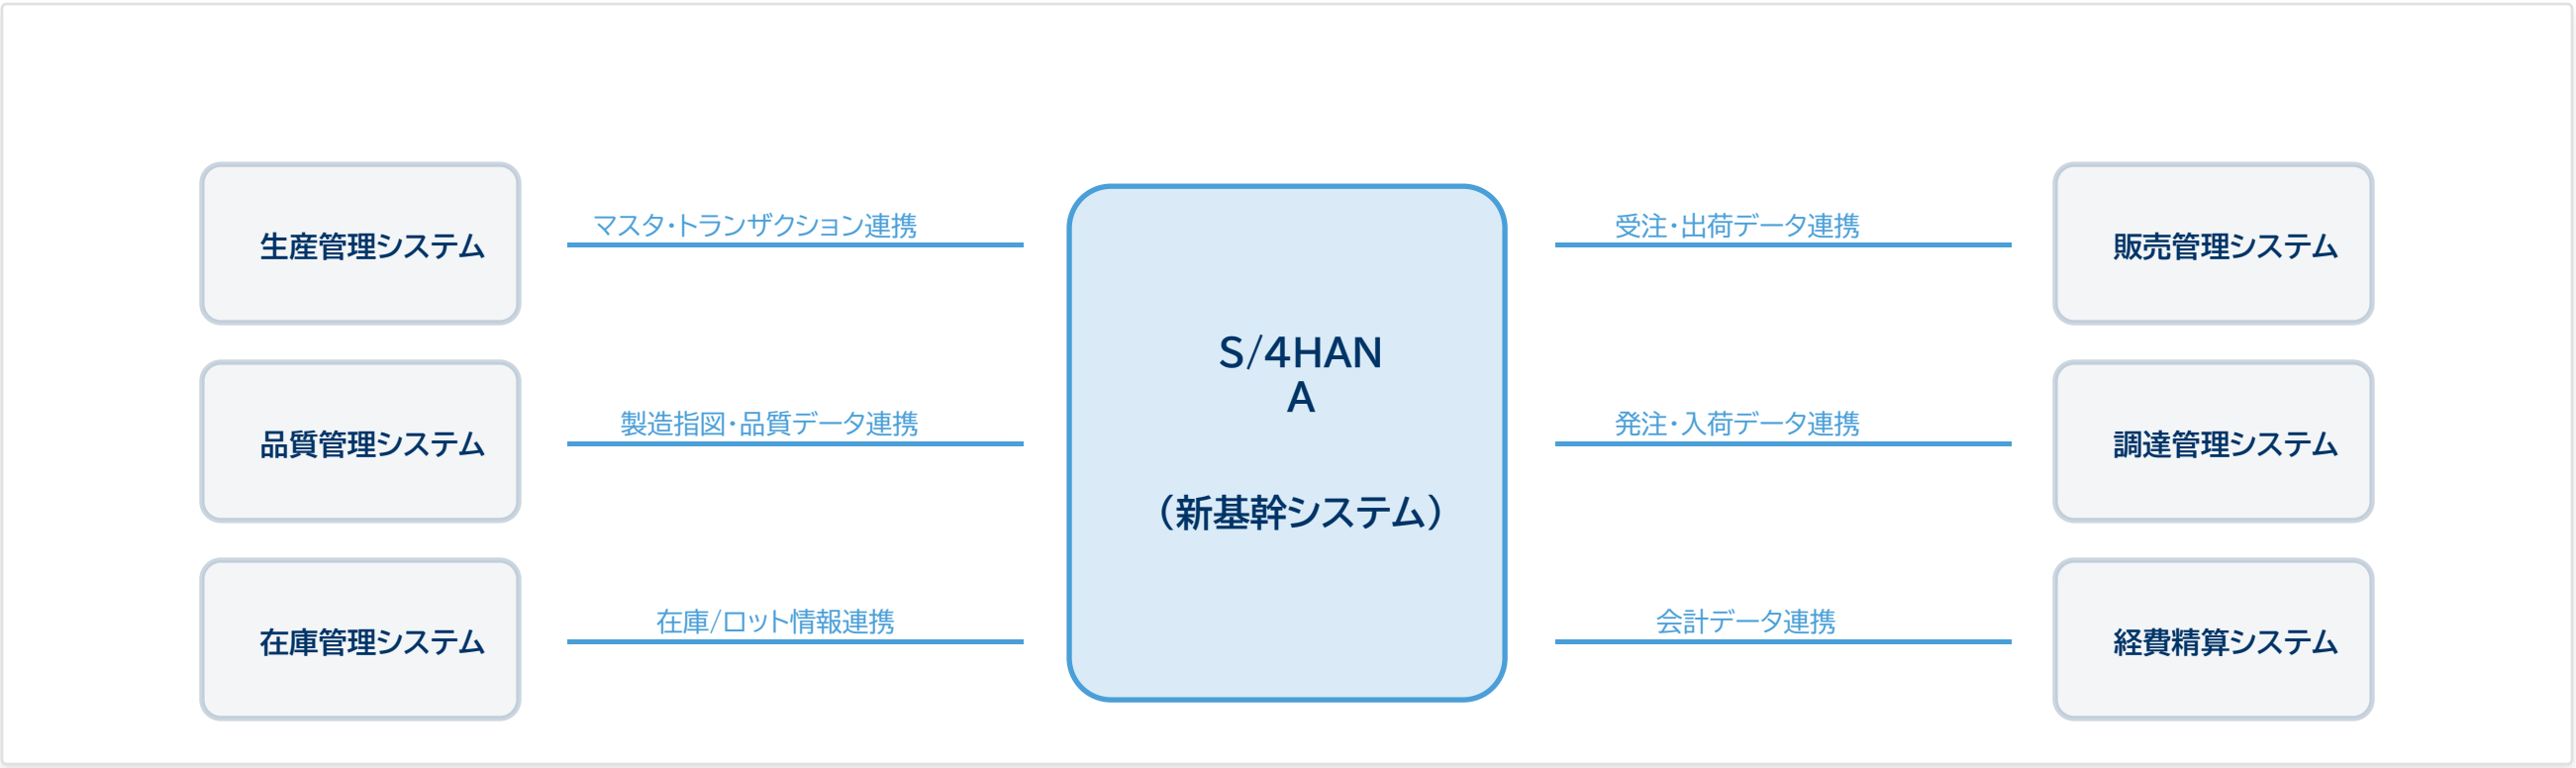 生産管理システム
マスタ・トランザクション連携
受注・出荷データ連携
販売管理システム
S/4HAN
A
品質管理システム
製造指図・品質データ連携
発注・入荷データ連携
調達管理システム
（新基幹システム）
在庫管理システム
在庫/ロット情報連携
会計データ連携
経費精算システム